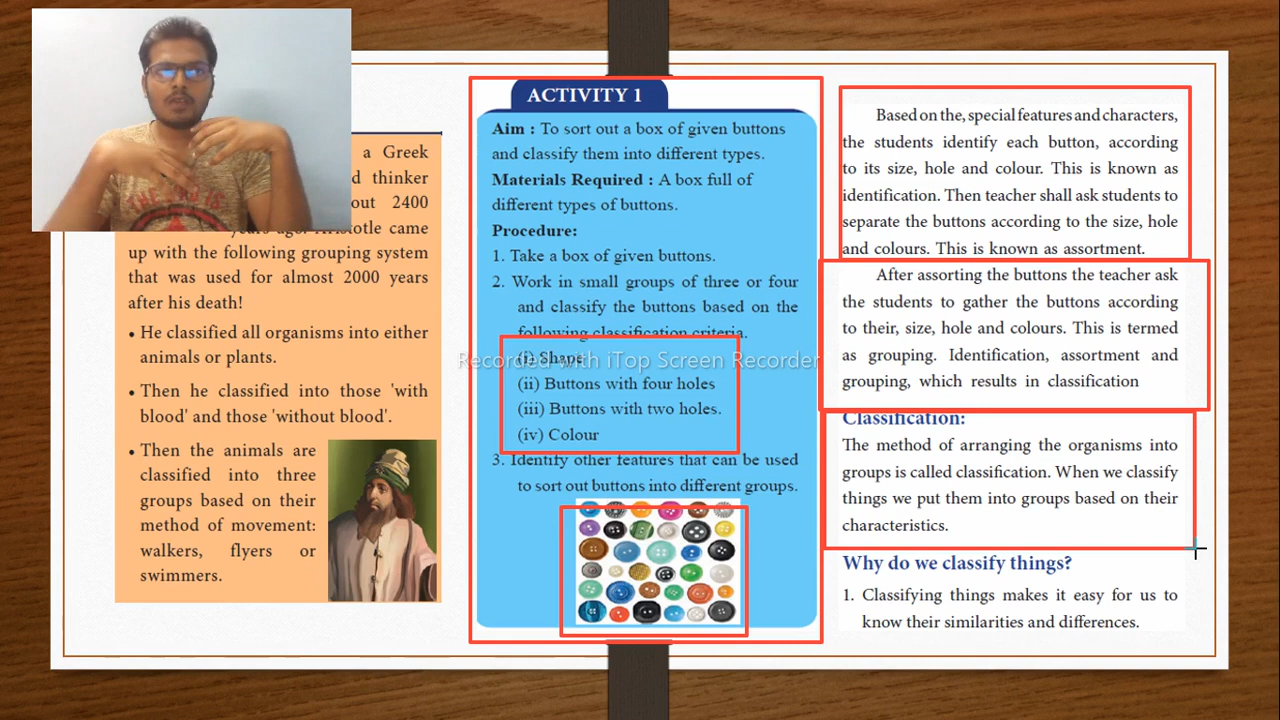 a Greek
d thinker
out 2400
years ago. Aristotle came
up with the following grouping system
that was used for almost 2000 years
after his death!
• He classified all organisms into either
animals or plants.
• Then he classified into those 'with
blood' and those 'without blood'.
• Then the animals are
classified into three
groups based on their
method of movement:
walkers, flyers or
swimmers.
ACTIVITY 1
Aim : To sort out a box of given buttons
and classify them into different types.
Materials Required : A box full of
different types of buttons.
Procedure:
1. Take a box of given buttons.
2. Work in small groups of three or four
and classify the buttons based on the
following classification criteria.
(i) Shape
(ii) Buttons with four holes
(iii) Buttons with two holes.
(iv) Colour
3. Identify other features that can be used
to sort out buttons into different groups.
Recorded with iTop Screen Recorder
Based on the, special features and characters,
the students identify each button, according
to its size, hole and colour. This is known as
identification. Then teacher shall ask students to
separate the buttons according to the size, hole
and colours. This is known as assortment.
After assorting the buttons the teacher ask
the students to gather the buttons according
to their, size, hole and colours. This is termed
as grouping. Identification, assortment and
grouping, which results in classification
Classification:
The method of arranging the organisms into
groups is called classification. When we classify
things we put them into groups based on their
characteristics.
Why do we classify things?
1. Classifying things makes it easy for us to
know their similarities and differences.